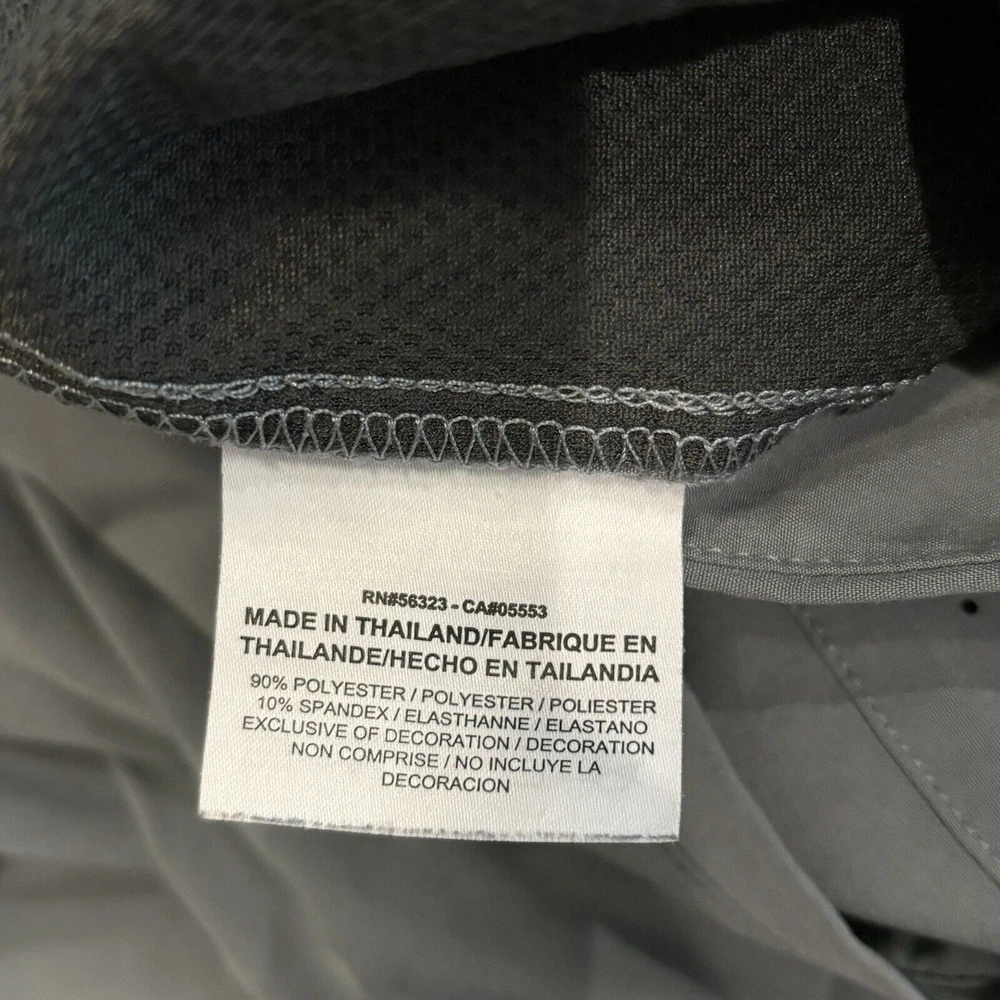 RN#56323 - CA#05553
MADE IN THAILAND/FABRIQUE EN
THAILANDE/HECHO EN TAILANDIA
90% POLYESTER / POLYESTER / POLIESTER
10% SPANDEX / ELASTHANNE / ELASTANO
EXCLUSIVE OF DECORATION / DECORATION
NON COMPRISE / NO INCLUYE LA
DECORACION